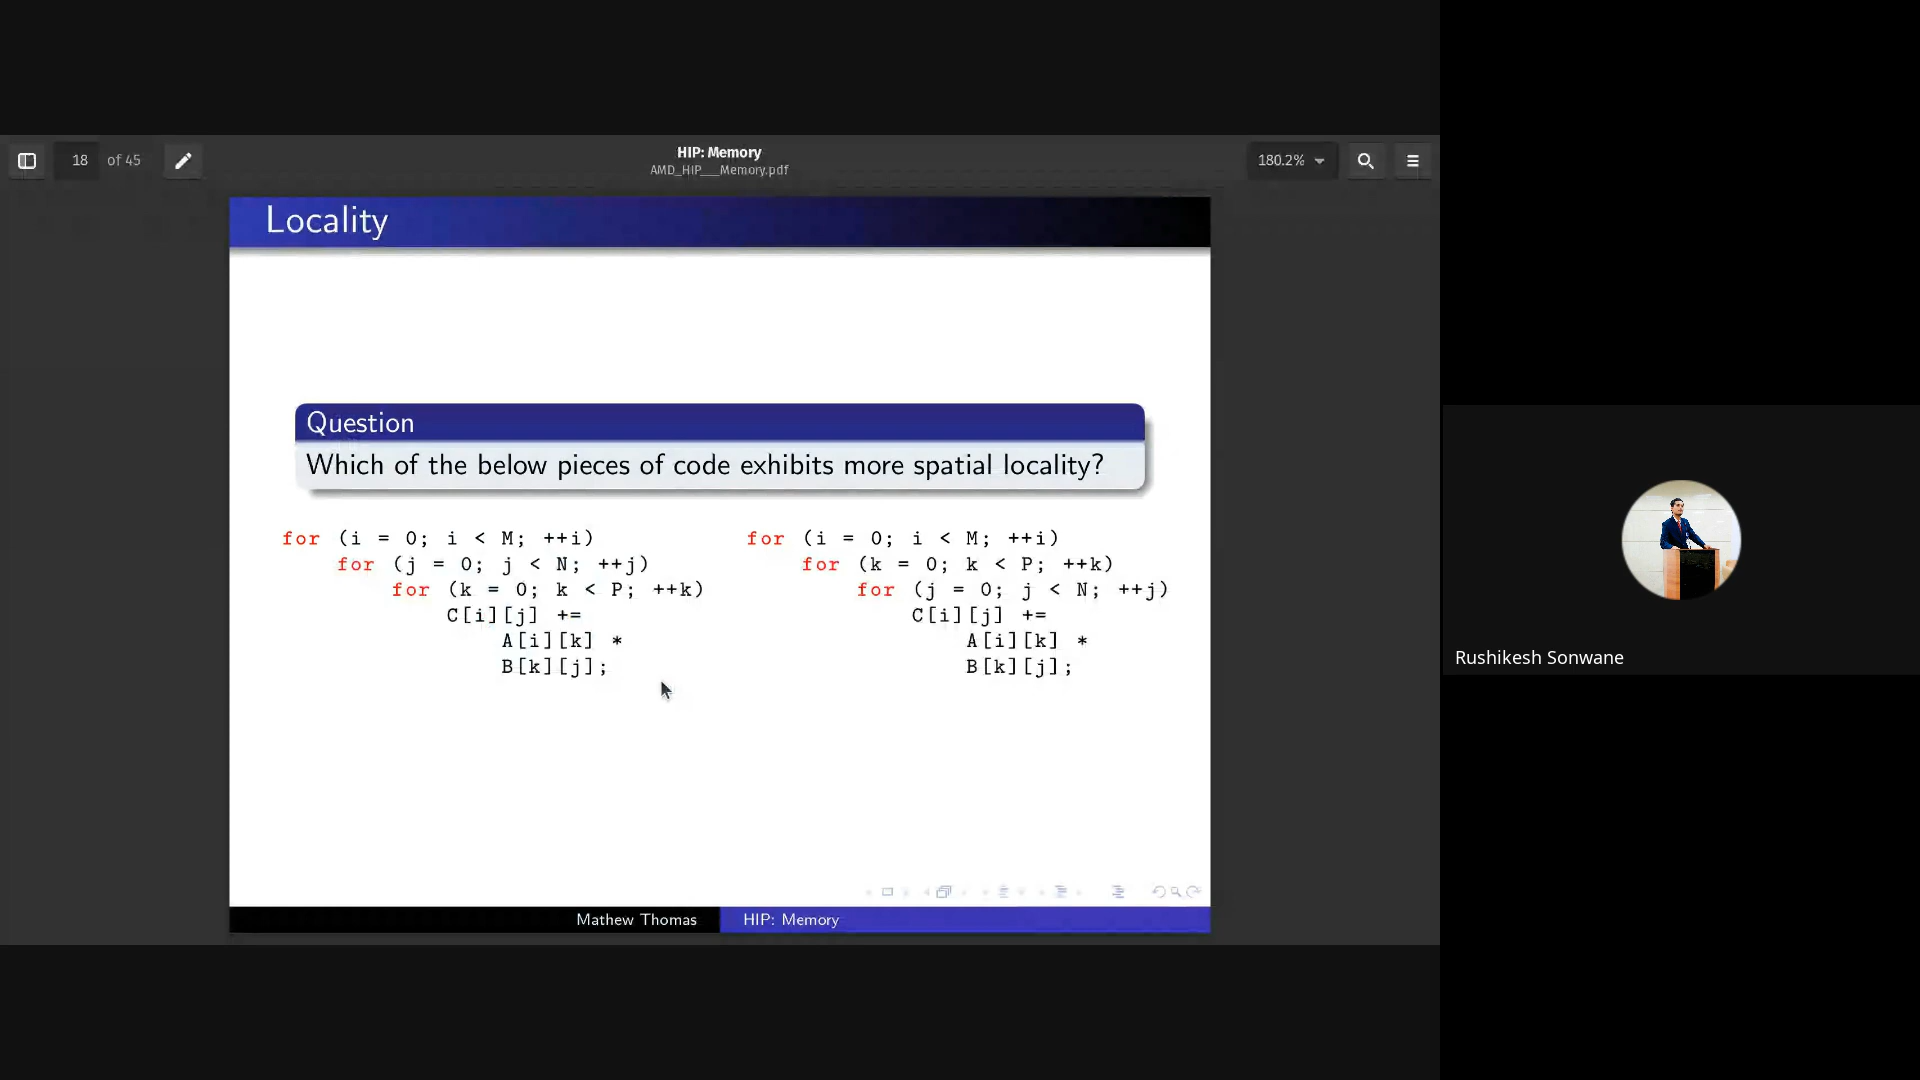 18 of 45
HIP: Memory
AMD_HIP___Memory.pdf
180.2%
Locality
Question
Which of the below pieces of code exhibits more spatial locality?
for (i = 0; i < M; ++i)
for (j = 0; j < N; ++j)
for (k = 0; k < P; ++k)
C[i][j] +=
A[i][k] *
B[k][j];
for (i = 0; i < M; ++i)
for (k = 0; k < P; ++k)
for (j = 0; j < N; ++j)
C[i][j] +=
A[i][k] *
B[k][j];
Mathew Thomas
HIP: Memory
Rushikesh Sonwane